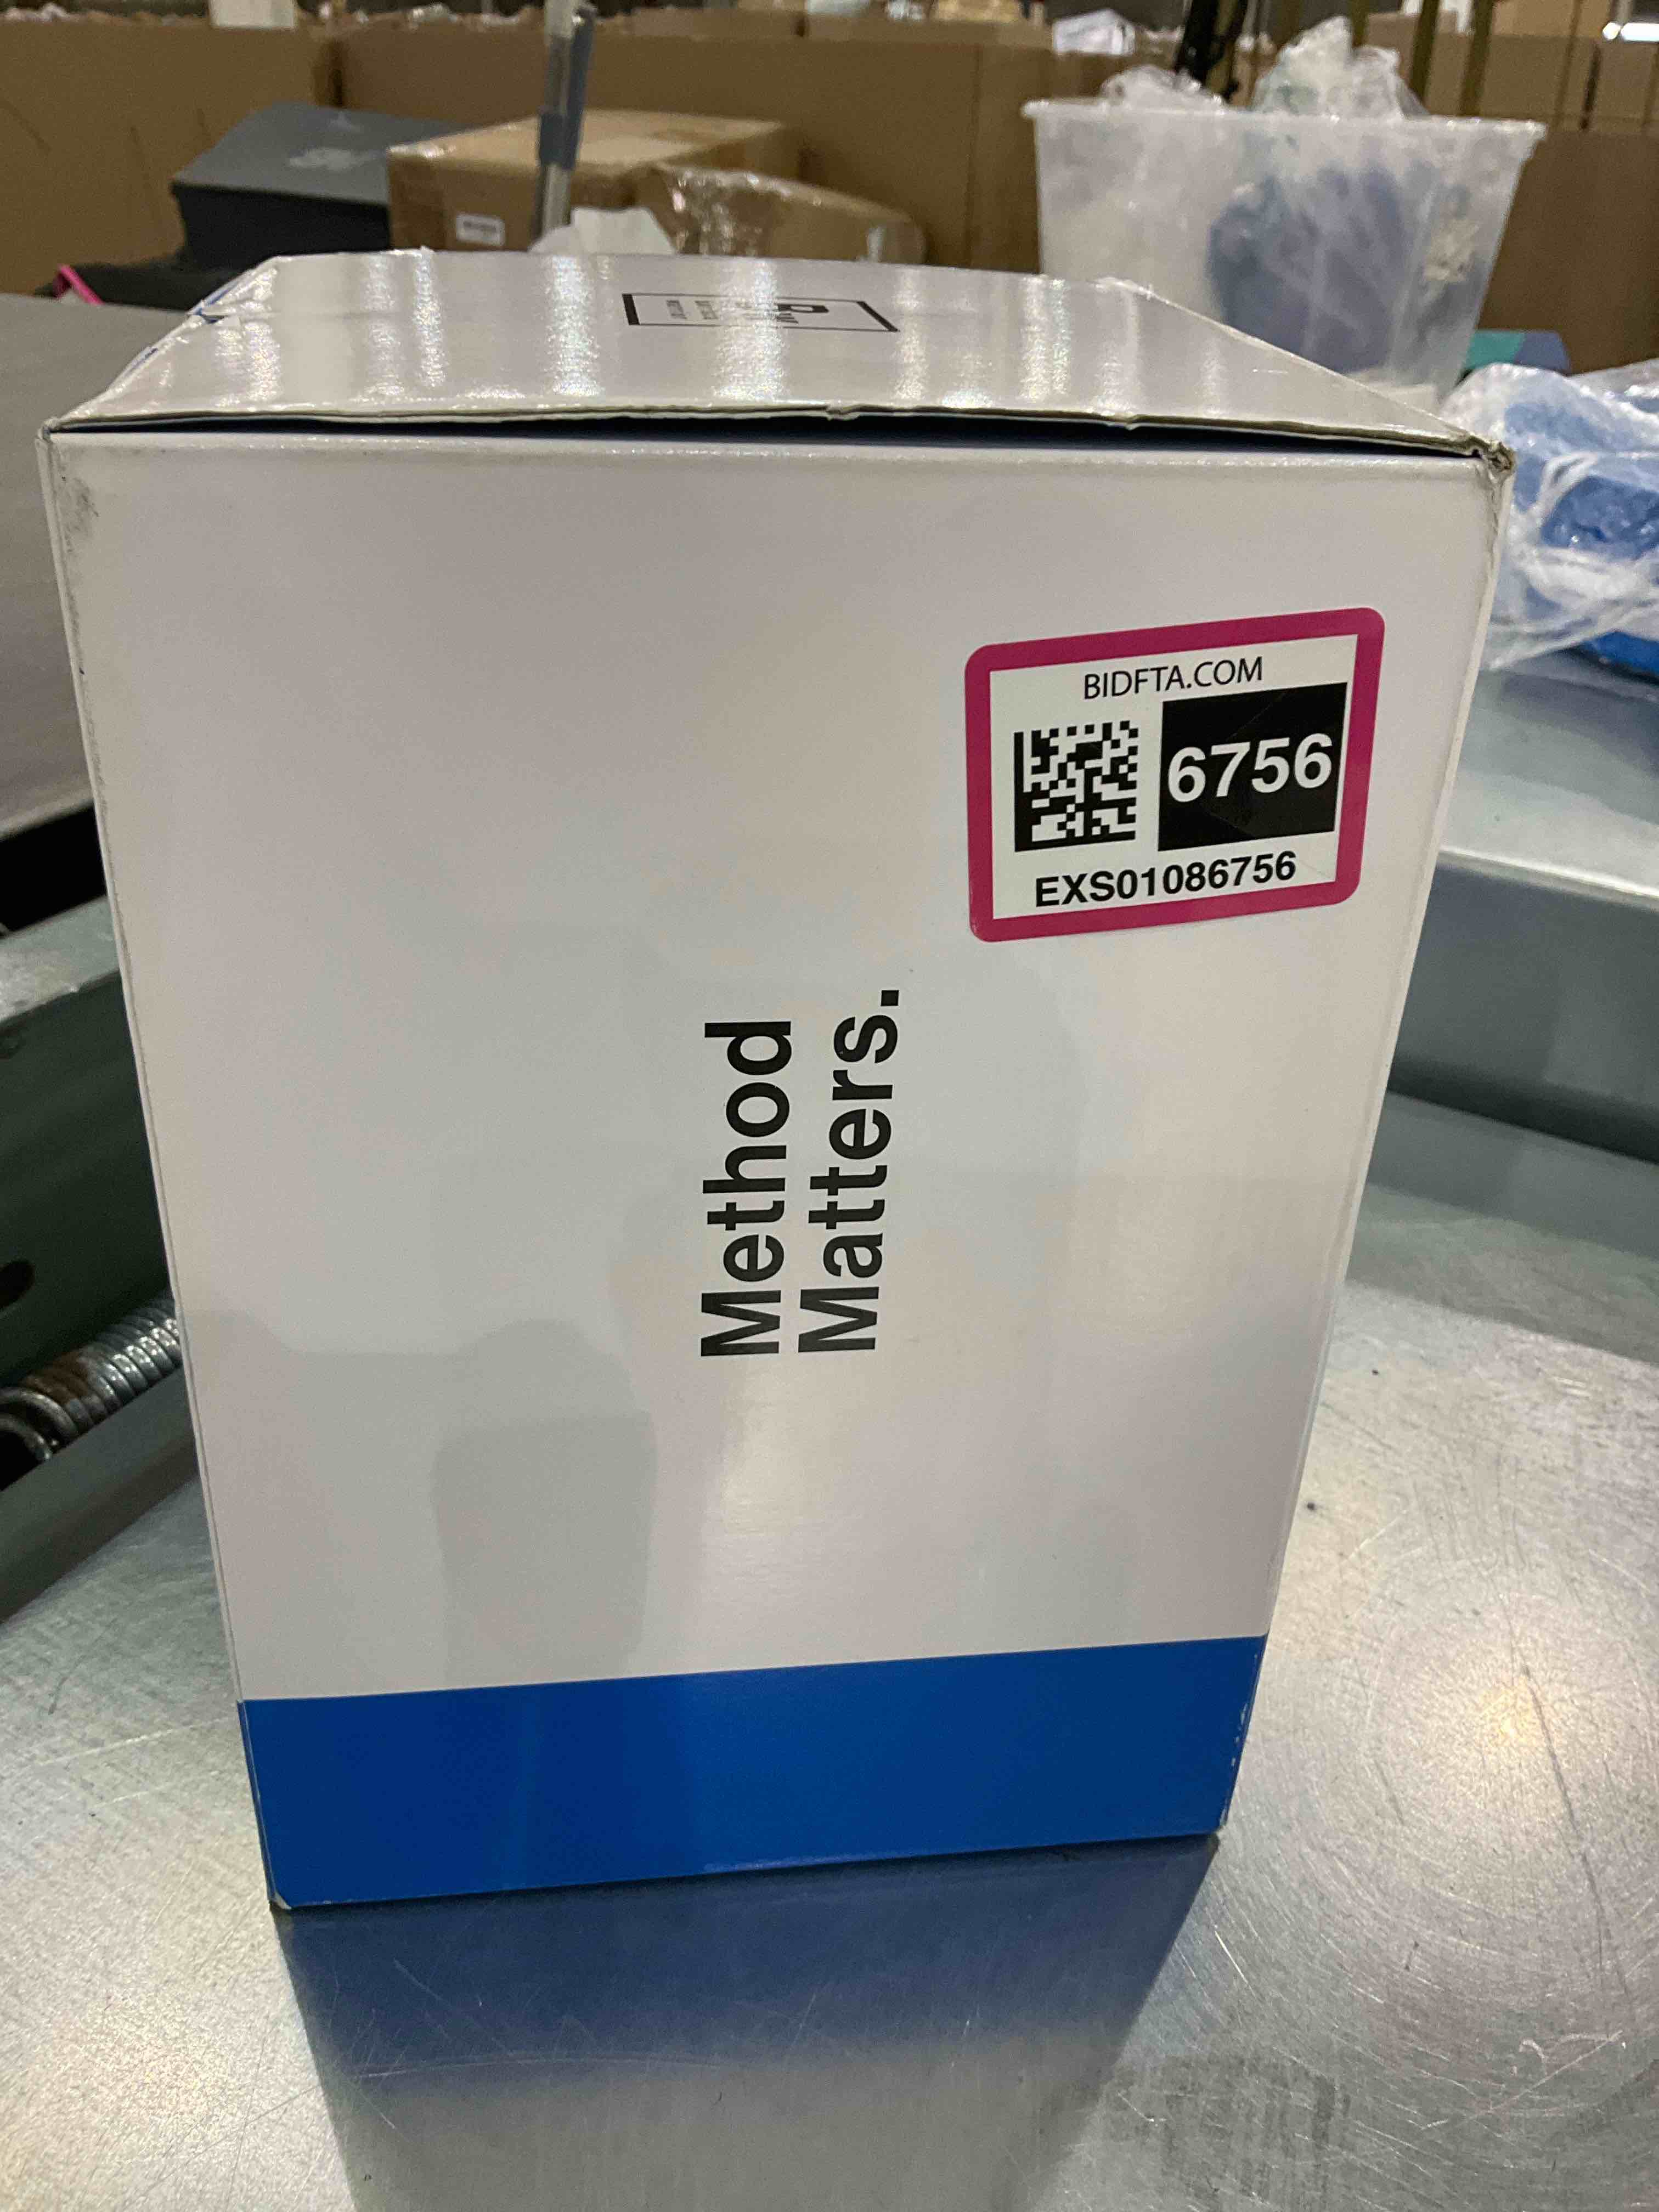 BIDFTA.COM
6756
EXS01086756
Method
Matters.